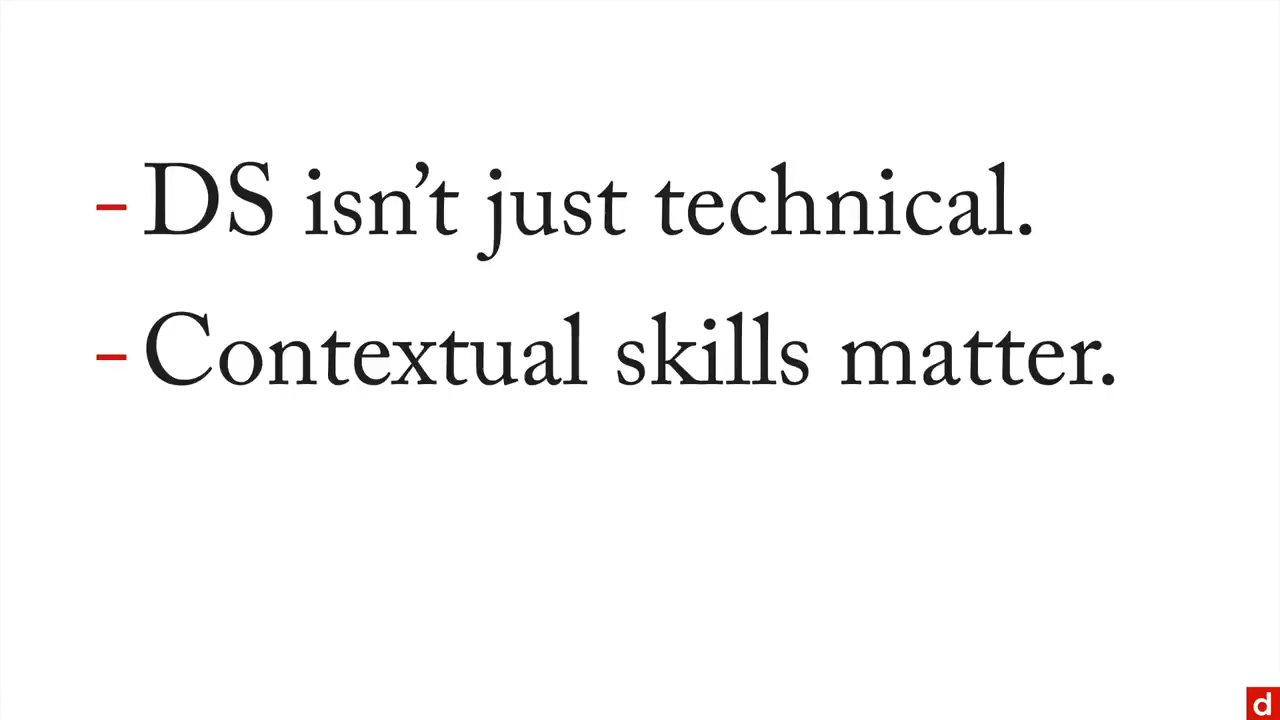 – DS isn’t just technical.
– Contextual skills matter.
d